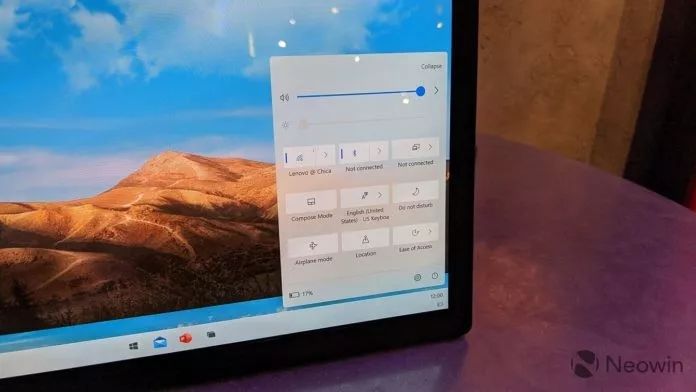 Collapse
Lenovo @ Chica
Not connected
Not connected
Compose Mode
English (United
States) US Keyboa
Do not disturb
Airplane mode
Location
Ease of Access
17%
12:00
Neowin